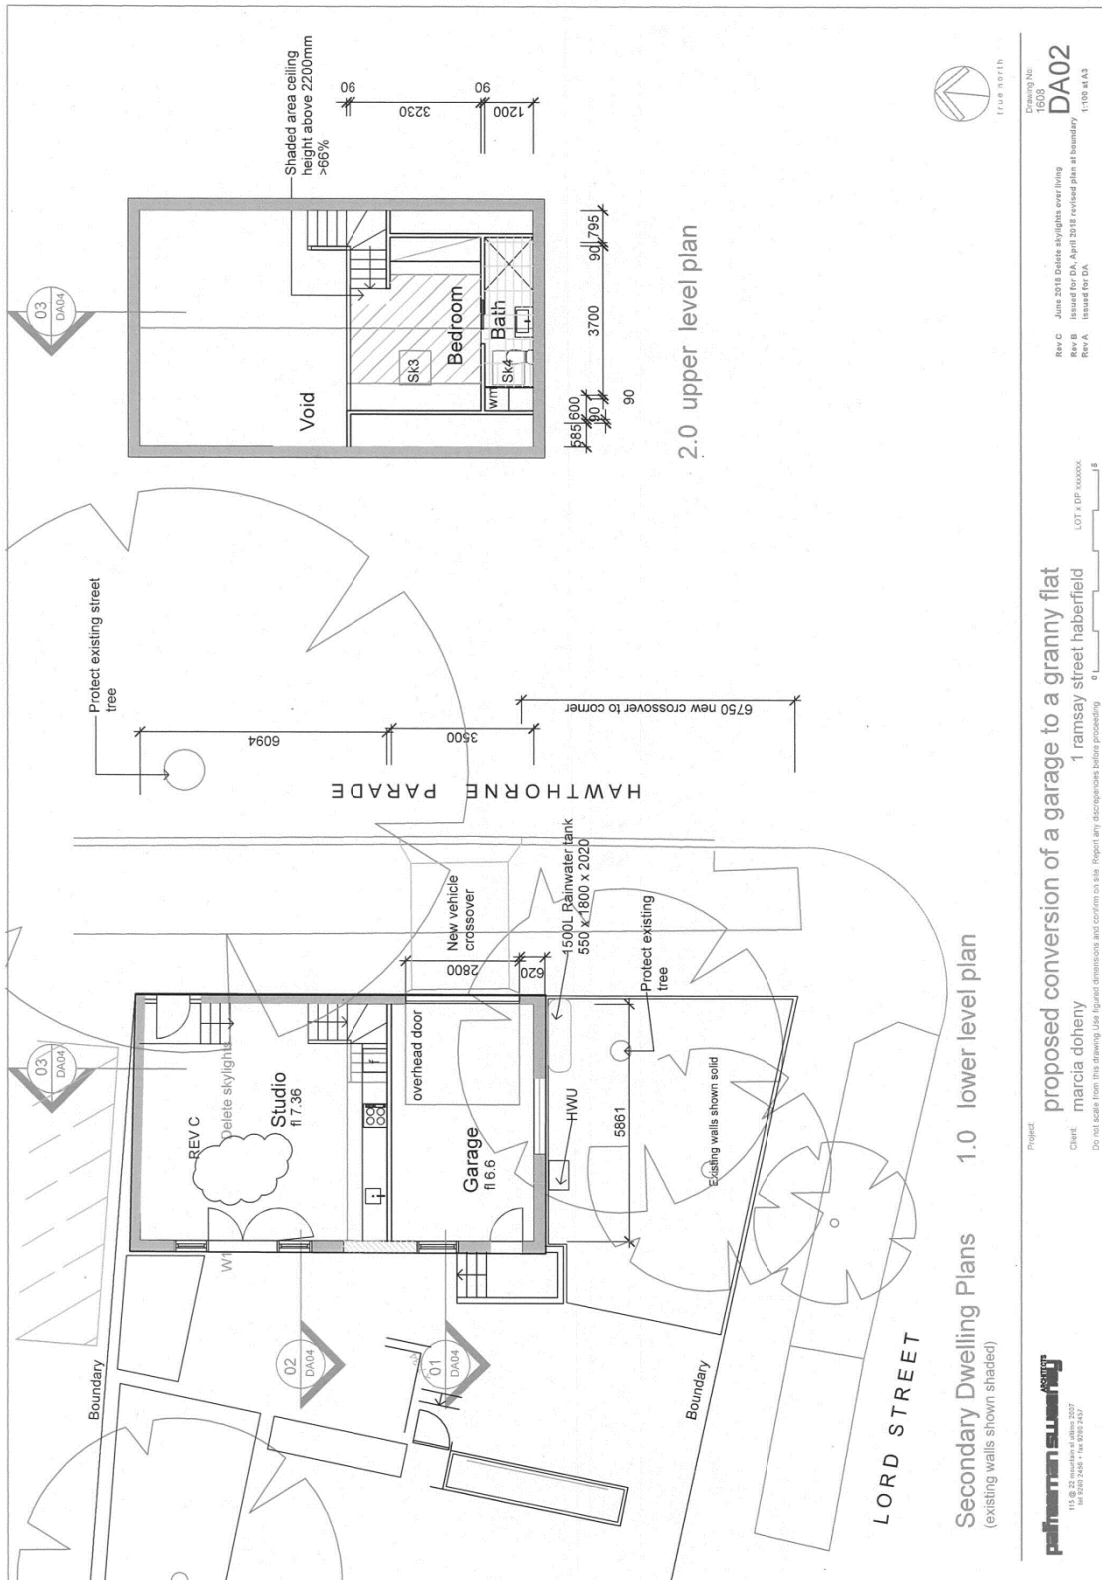 03
DA04
Shaded area ceiling
height above 2200mm
>66%
90
3230
90
1200
Void
Sk3
Bedroom
Bath
Sk4
wm
585
600
90
3700
90
795
90
2.0 upper level plan
Protect existing street
tree
6094
3500
6750 new crossover to corner
HAWTHORNE PARADE
03
DA04
REV C
Delete skylights
Studio
fl 7.36
W1
f
overhead door
Garage
fl 6.6
New vehicle
crossover
2800
620
1500L Rainwater tank
550 x 1800 x 2020
HWU
Protect existing
tree
5861
Existing walls shown solid
02
DA04
01
DA04
Boundary
Boundary
LORD STREET
Secondary Dwelling Plans
(existing walls shown shaded)
1.0 lower level plan
true north
palmerman sweeney
ARCHITECTS
Project:
proposed conversion of a garage to a granny flat
Client:
marcia doheny
1 ramsay street haberfield
Do not scale from this drawing. Use figured dimensions and confirm on site. Report any discrepancies before proceeding
0
Rev C June 2018 Delete skylights over living
Rev B issued for DA, April 2018 revised plan at boundary
Rev A issued for DA
Drawing No:
1608
DA02
1:100 at A3